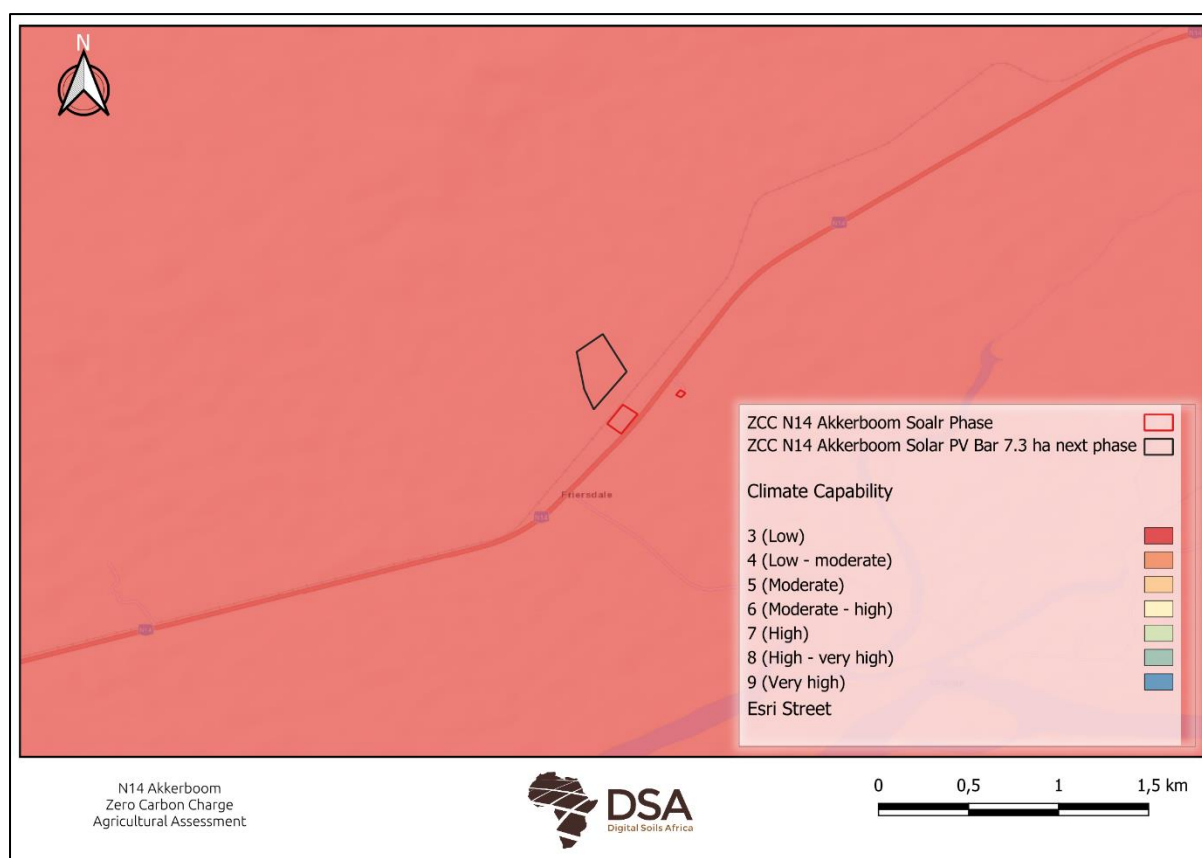 N
N14
N14
ZCC N14 Akkerboom Soalr Phase
ZCC N14 Akkerboom Solar PV Bar 7.3 ha next phase
Climate Capability
Friersdale
N14
3 (Low)
4 (Low - moderate)
5 (Moderate)
6 (Moderate - high)
7 (High)
8 (High - very high)
9 (Very high)
Esri Street
N14
N14 Akkerboom
Zero Carbon Charge
Agricultural Assessment
DSA
Digital Soils Africa
0 0,5 1 1,5 km